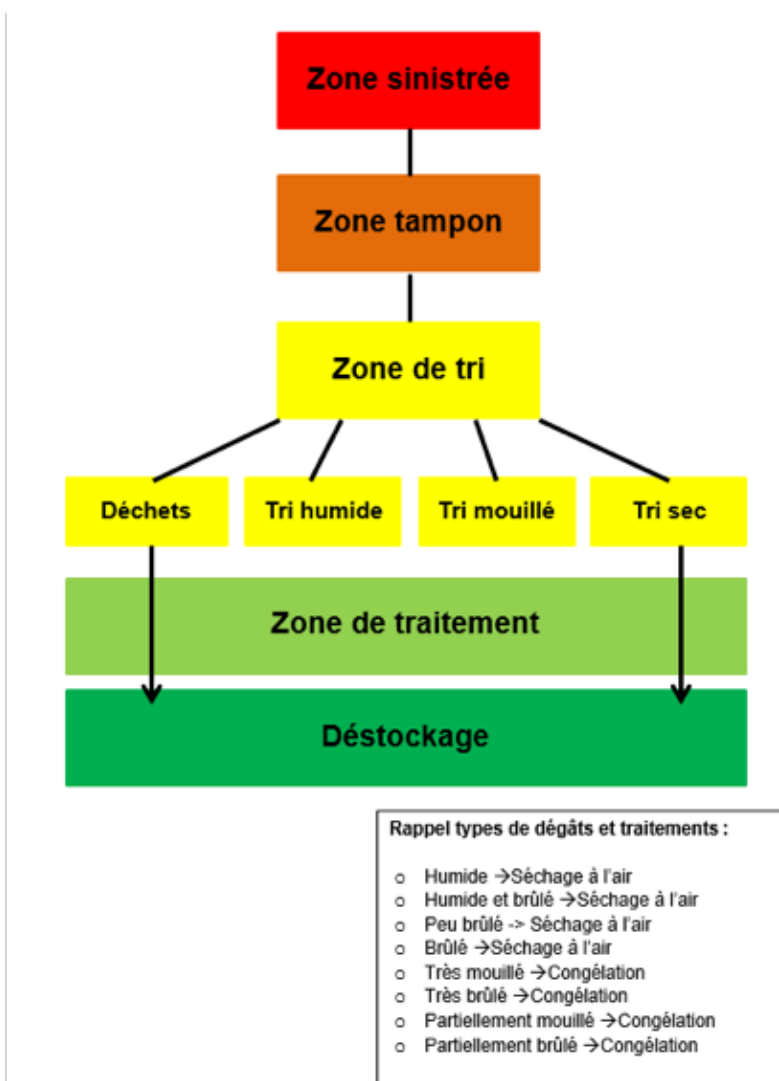 Zone sinistrée
Zone tampon
Zone de tri
Déchets
Tri humide
Tri mouillé
Tri sec
Zone de traitement
Déstockage
Rappel types de dégâts et traitements :
o Humide →Séchage à l'air
o Humide et brûlé →Séchage à l'air
o Peu brûlé -> Séchage à l'air
o Brûlé →Séchage à l'air
o Très mouillé →Congélation
o Très brûlé →Congélation
o Partiellement mouillé →Congélation
o Partiellement brûlé →Congélation